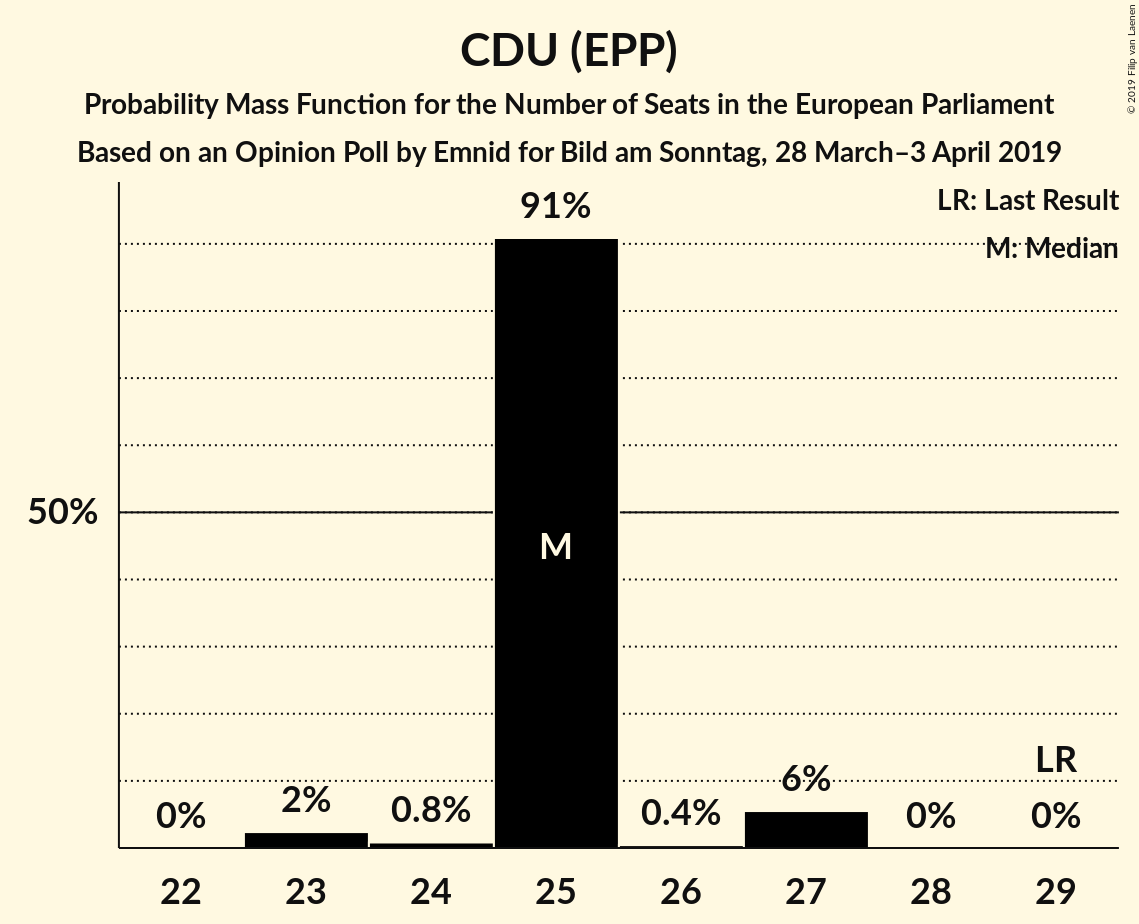 CDU (EPP)
Probability Mass Function for the Number of Seats in the European Parliament
Based on an Opinion Poll by Emnid for Bild am Sonntag, 28 March–3 April 2019
© 2019 Filip van Laenen
LR: Last Result
M: Median
91%
50%
M
LR
0%
2%
0.8%
0.4%
6%
0%
0%
22 23 24 25 26 27 28 29